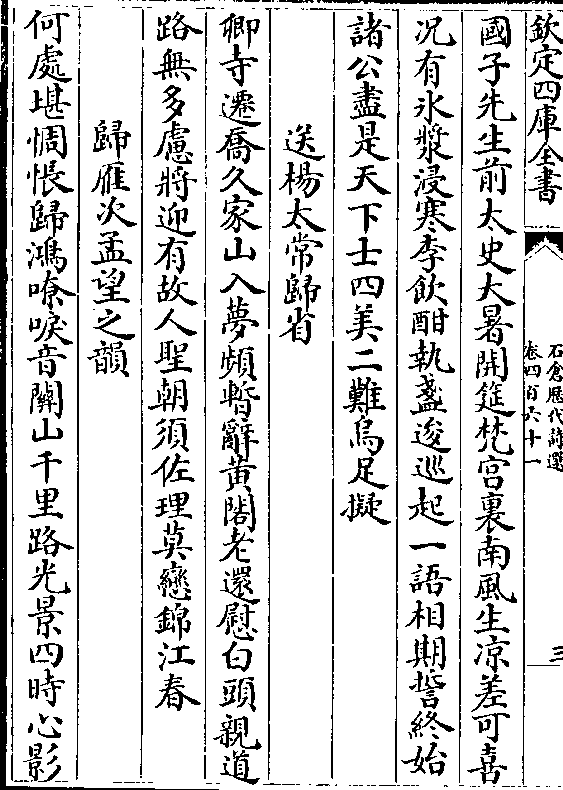 欽定四庫全書
石倉歷代詩選
卷四百六十一
三
國子先生前太史大暑開筵梵宮裏南風生凉差可喜
况有氷漿浸寒李飲酣執盞逡巡起一語相期誓終始
諸公盡是天下士四美二難烏足擬
送楊太常歸省
卿寺遷喬久家山入夢頻暫辭黄閤老還慰白頭親道
路無多慮將迎有故人聖朝須佐理莫戀錦江春
歸雁次孟望之韻
何處堪惆悵歸鴻嘹唳音關山千里路光景四時心影